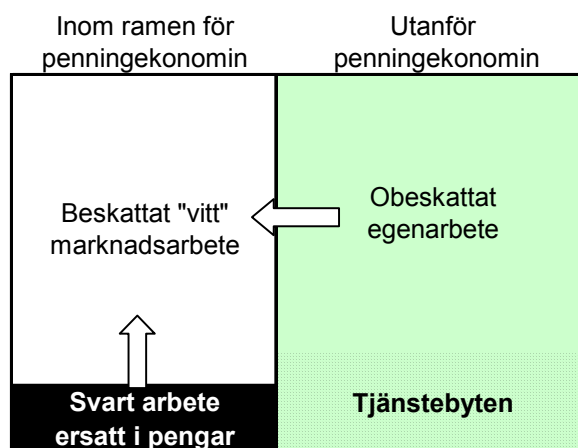 Inom ramen för
penningekonomin
Utanför
penningekonomin
Beskattat "vitt"
marknadsarbete
Obeskattat
egenarbete
Svart arbete
ersatt i pengar
Tjänstebyten